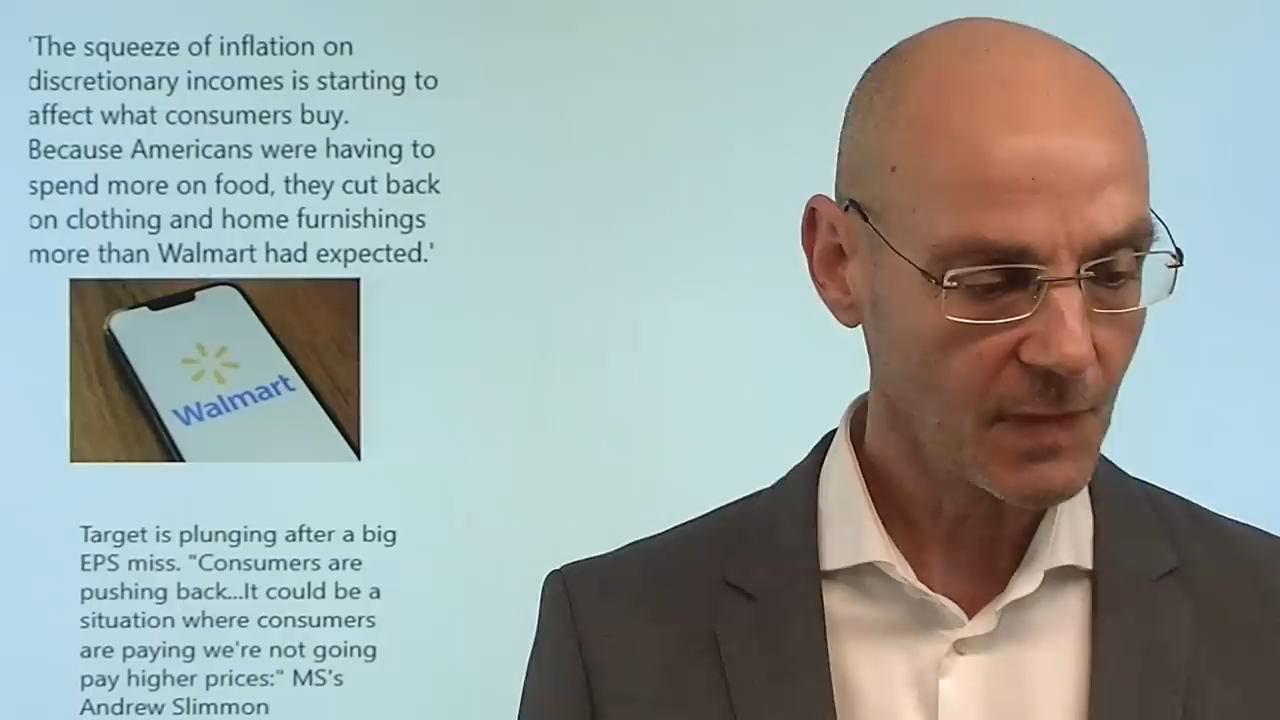 'The squeeze of inflation on
discretionary incomes is starting to
affect what consumers buy.
Because Americans were having to
spend more on food, they cut back
on clothing and home furnishings
more than Walmart had expected.'
Walmart
Target is plunging after a big
EPS miss. "Consumers are
pushing back...It could be a
situation where consumers
are paying we're not going
pay higher prices:" MS's
Andrew Slimmon